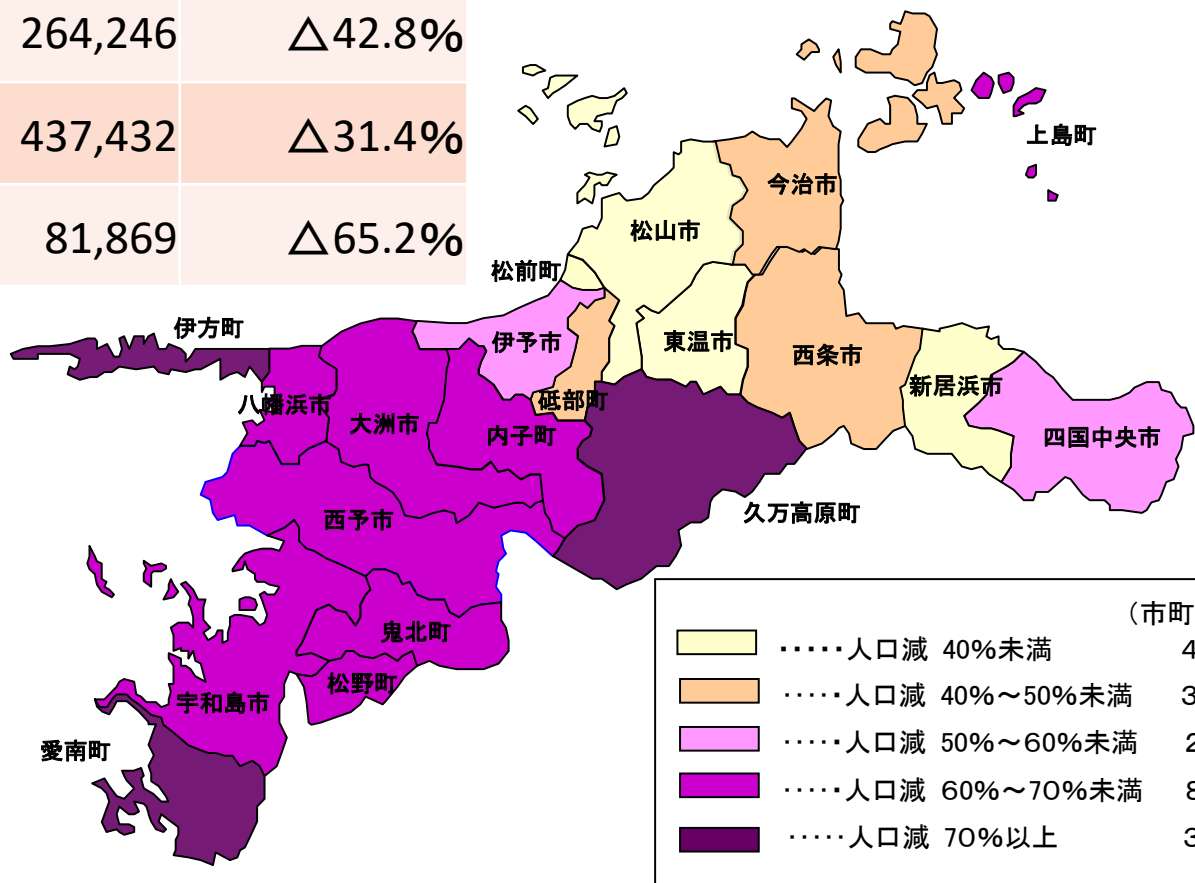 264,246 △42.8%
437,432 △31.4%
81,869 △65.2%
上島町
今治市
松山市
松前町
伊方町
伊予市
東温市
西条市
新居浜市
八幡浜市
大洲市
砥部町
内子町
四国中央市
久万高原町
西予市
鬼北町
松野町
宇和島市
愛南町
(市町
‥‥・人口減 40%未満 4
‥‥・人口減 40%~50%未満 3
‥‥・人口減 50%~60%未満 2
‥‥・人口減 60%~70%未満 8
‥‥・人口減 70%以上 3